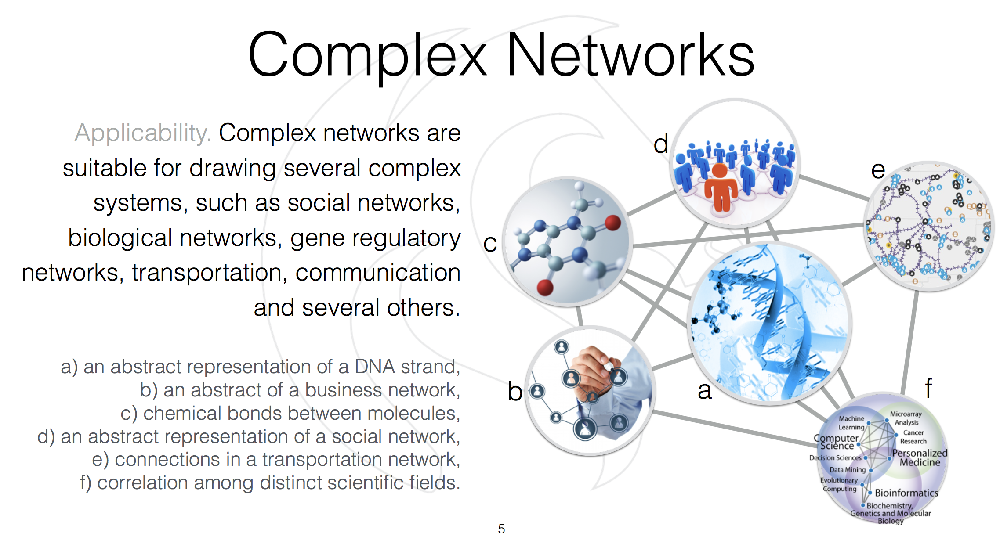 Complex Networks
Applicability. Complex networks are
suitable for drawing several complex
systems, such as social networks,
biological networks, gene regulatory
networks, transportation, communication
and several others.
a) an abstract representation of a DNA strand,
b) an abstract of a business network,
c) chemical bonds between molecules,
d) an abstract representation of a social network,
e) connections in a transportation network,
f) correlation among distinct scientific fields.
d
e
c
b
a
f
Machine
Learning
Microarray
Analysis
Cancer
Research
Computer
Science
Personalized
Medicine
Decision Sciences
Data Mining
Evolutionary
Computing
Bioinformatics
Biochemistry,
Genetics and Molecular
Biology
5